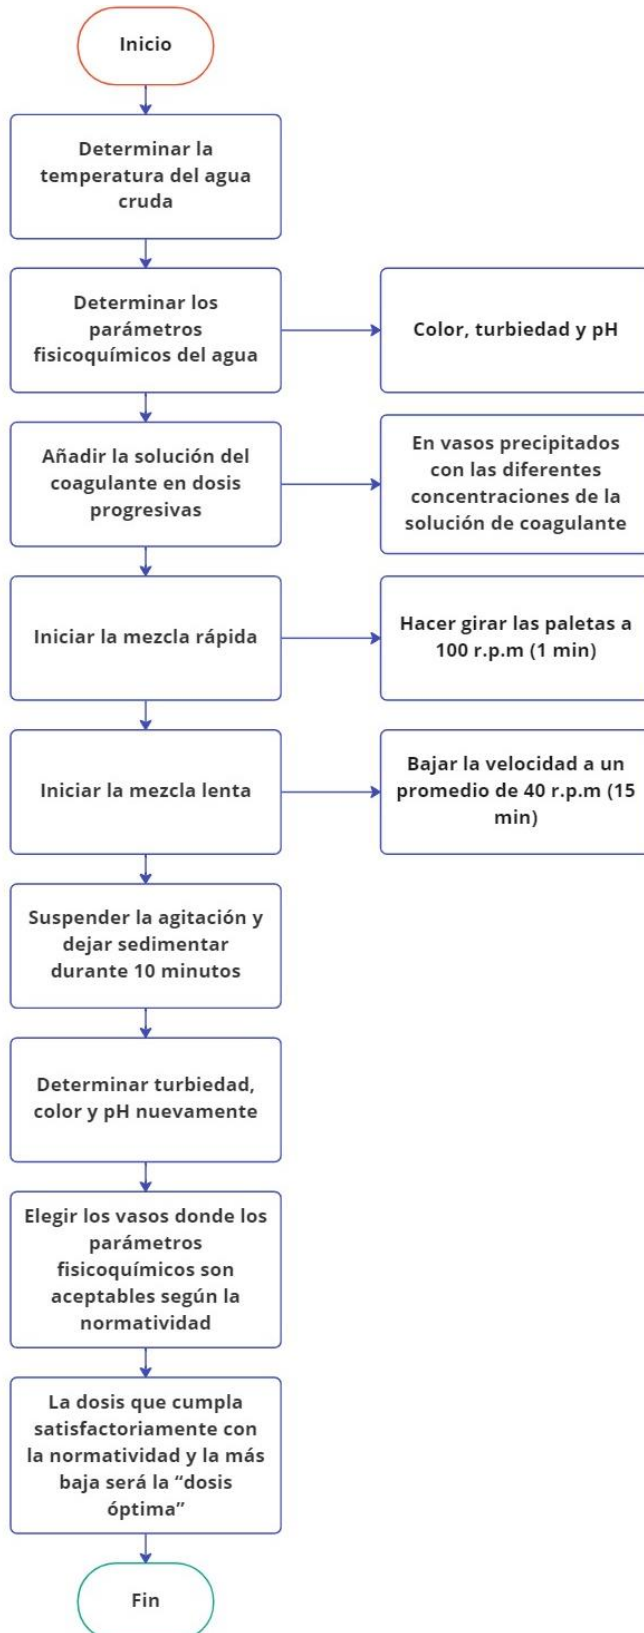 Inicio
Determinar la
temperatura del agua
cruda
Determinar los
parámetros
fisicoquímicos del agua
Color, turbiedad y pH
Añadir la solución del
coagulante en dosis
progresivas
En vasos precipitados
con las diferentes
concentraciones de la
solución de coagulante
Iniciar la mezcla rápida
Hacer girar las paletas a
100 r.p.m (1 min)
Iniciar la mezcla lenta
Bajar la velocidad a un
promedio de 40 r.p.m (15
min)
Suspender la agitación y
dejar sedimentar
durante 10 minutos
Determinar turbiedad,
color y pH nuevamente
Elegir los vasos donde los
parámetros
fisicoquímicos son
aceptables según la
normatividad
La dosis que cumpla
satisfactoriamente con
la normatividad y la más
baja será la “dosis
óptima”
Fin